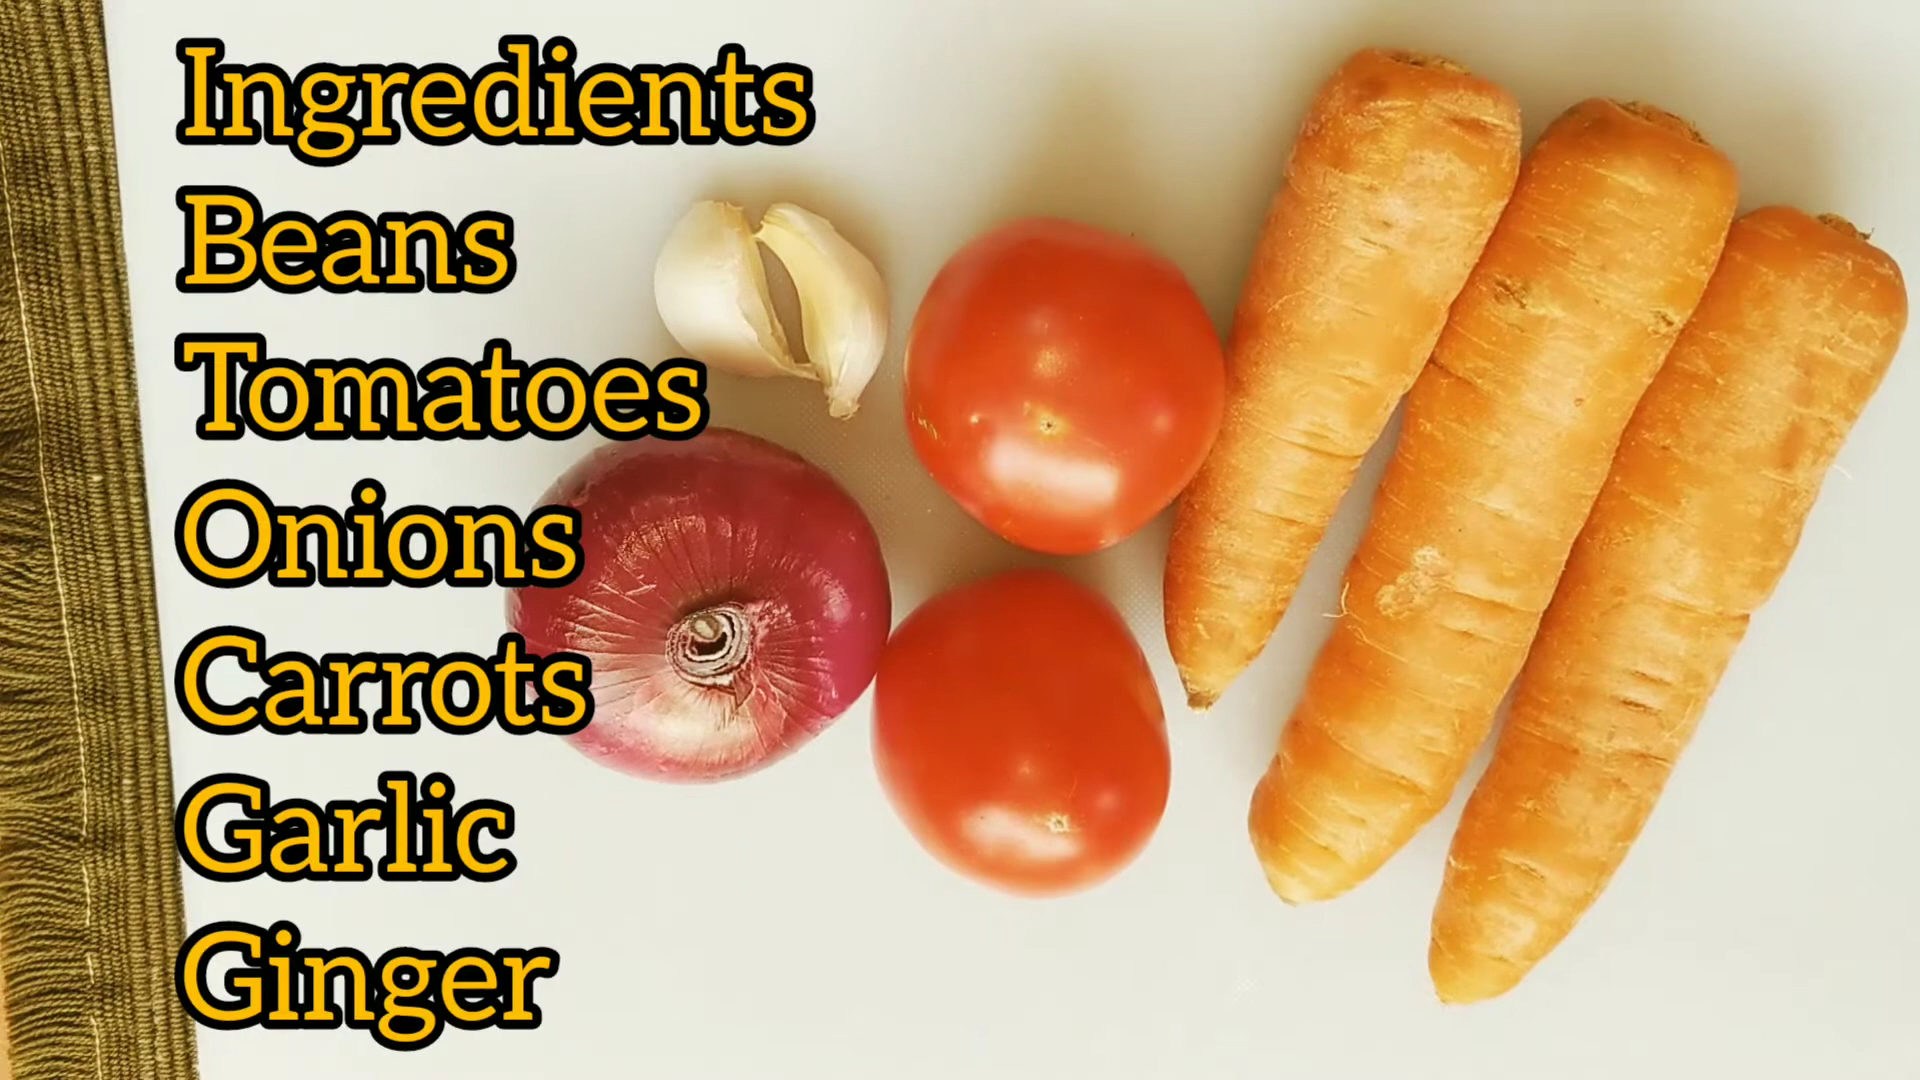 Ingredients
Beans
Tomatoes
Onions
Carrots
Garlic
Ginger